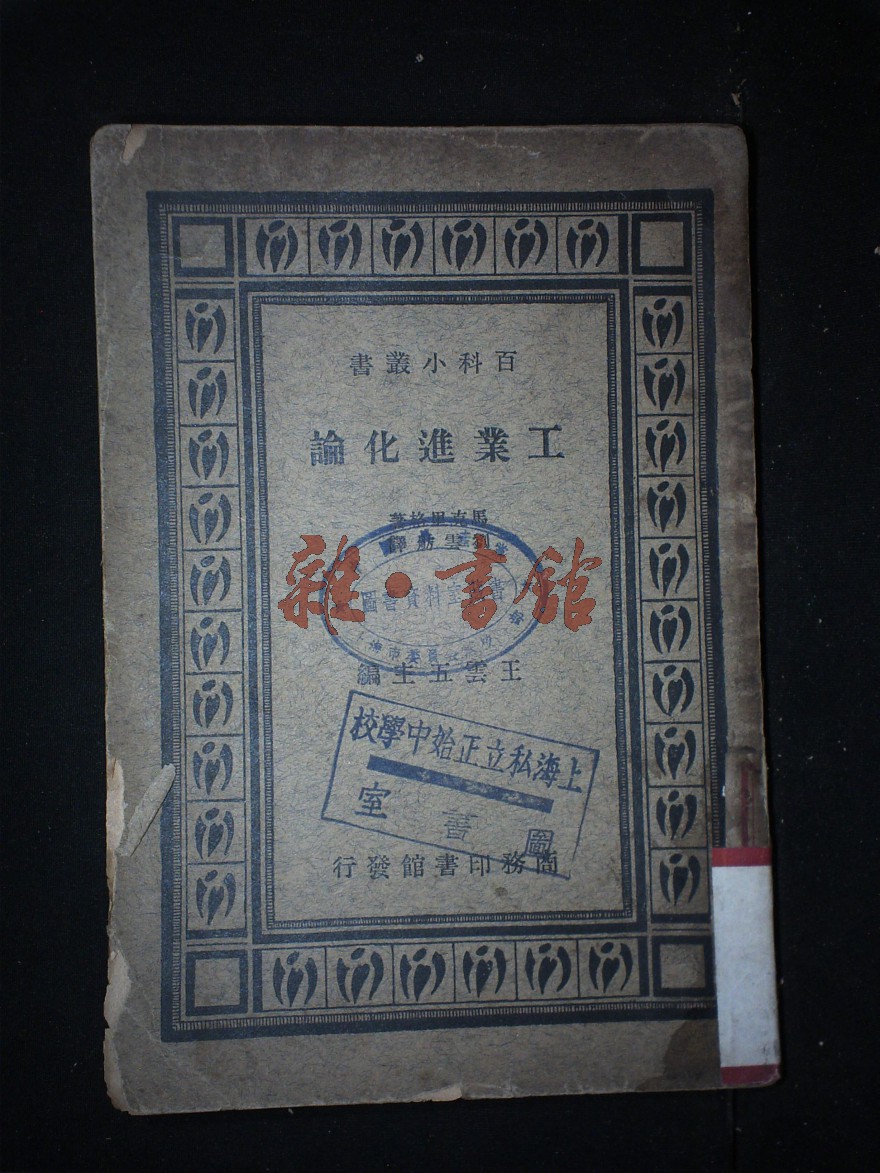 百科小叢書
工業進化論
馬克里格著
劉雲舫譯
雜·書館
圖書資料室
王雲五主編
上海私立正始中學校
圖書室
商務印書館發行